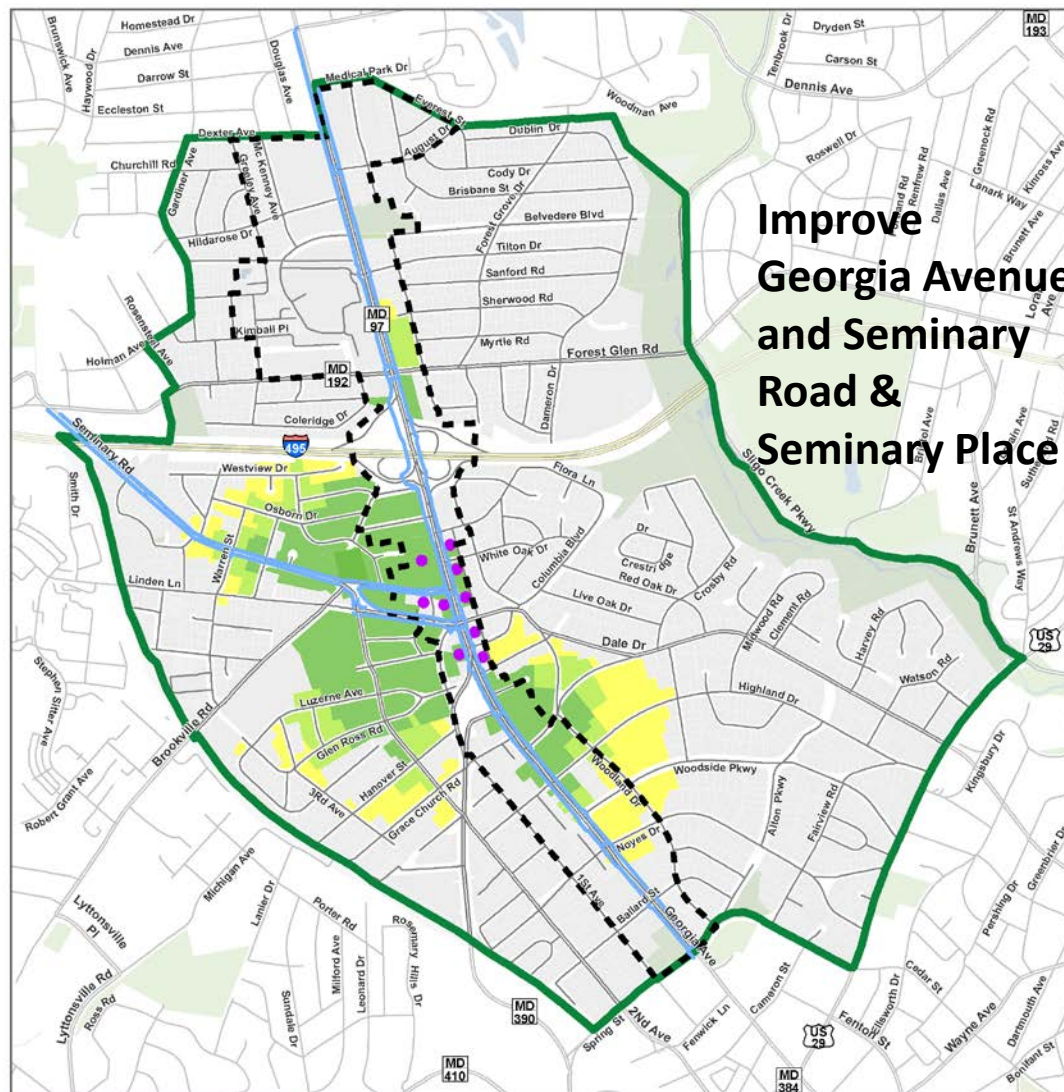 Homestead Dr
Brunswick Ave
Haywood Dr
Dennis Ave
Darrow St
Eccleston St
Douglas Ave
Medical Park Dr
Everest St
Woodman Ave
Tenbrook Dr
Dryden St
Carson St
Dennis Ave
MD
193
Dexter Ave
Churchill Rd
Gardiner Ave
Greeley Ave
Mc Kenney Ave
August Dr
Dublin Dr
Cody Dr
Brisbane St
Forest Grove Dr
Belvedere Blvd
Roswell Dr
Renfrew Rd
Dallas Ave
Greenock Rd
Kinross Ave
Lanark Way
Brunett Ave
Hildarose Dr
Tilton Dr
Sanford Rd
Sherwood Rd
Improve
Georgia Avenue
and Seminary
Road &
Seminary Place
MD
97
Rosensteel Ave
Holman Ave
Kimball Pl
MD
192
Myrtle Rd
Forest Glen Rd
Dameron Dr
Coleridge Dr
495
Seminary Rd
Smith Dr
Westview Dr
Osborn Dr
Warren St
Linden Ln
Flora Ln
White Oak Dr
Columbia Blvd
Crestridge
Dr
Red Oak Dr
Crosby Rd
Live Oak Dr
Dale Dr
Sligo Creek Pkwy
Brunett Ave
St Andrews Way
Midwood Rd
Clement Rd
Harvey Rd
Watson Rd
US
29
Highland Dr
Stephen Sitter Ave
Brookville Rd
Robert Grant Ave
Luzerne Ave
Glen Ross Rd
Hanover St
3Rd Ave
Grace Church Rd
Woodland Dr
Woodside Pkwy
Noyes Dr
Alton Pkwy
Fairview Rd
Kingsbury Dr
Greenbrier Dr
Pershing Dr
1St Ave
Ballard St
Georgia Ave
Michigan Ave
Lanier Dr
Porter Rd
Lyttonsville
Pl
Lyttonsville Rd
Ross Rd
Sundale Dr
Milford Ave
Leonard Dr
Rosemary Hills Dr
MD
390
MD
410
Spring St
2Nd Ave
Fenwick Ln
Cameron St
US
29
MD
384
Fenton St
Ellsworth Dr
Cedar St
Wayne Ave
Dartmouth Ave
Bonifant St